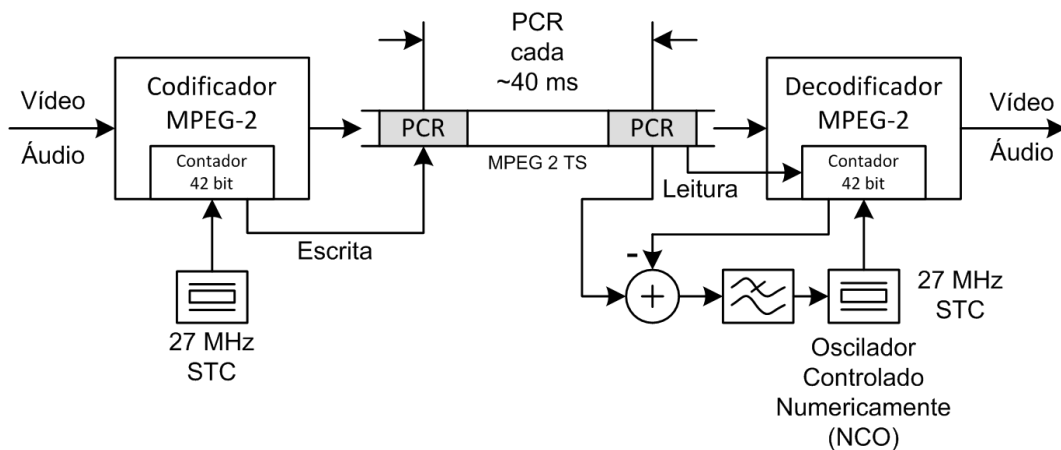 Vídeo
Áudio
Codificador
MPEG-2
Contador
42 bit
27 MHz
STC
Escrita
PCR
cada
~40 ms
PCR
PCR
MPEG 2 TS
Leitura
-
+
Decodificador
MPEG-2
Contador
42 bit
Vídeo
Áudio
27 MHz
STC
Oscilador
Controlado
Numericamente
(NCO)